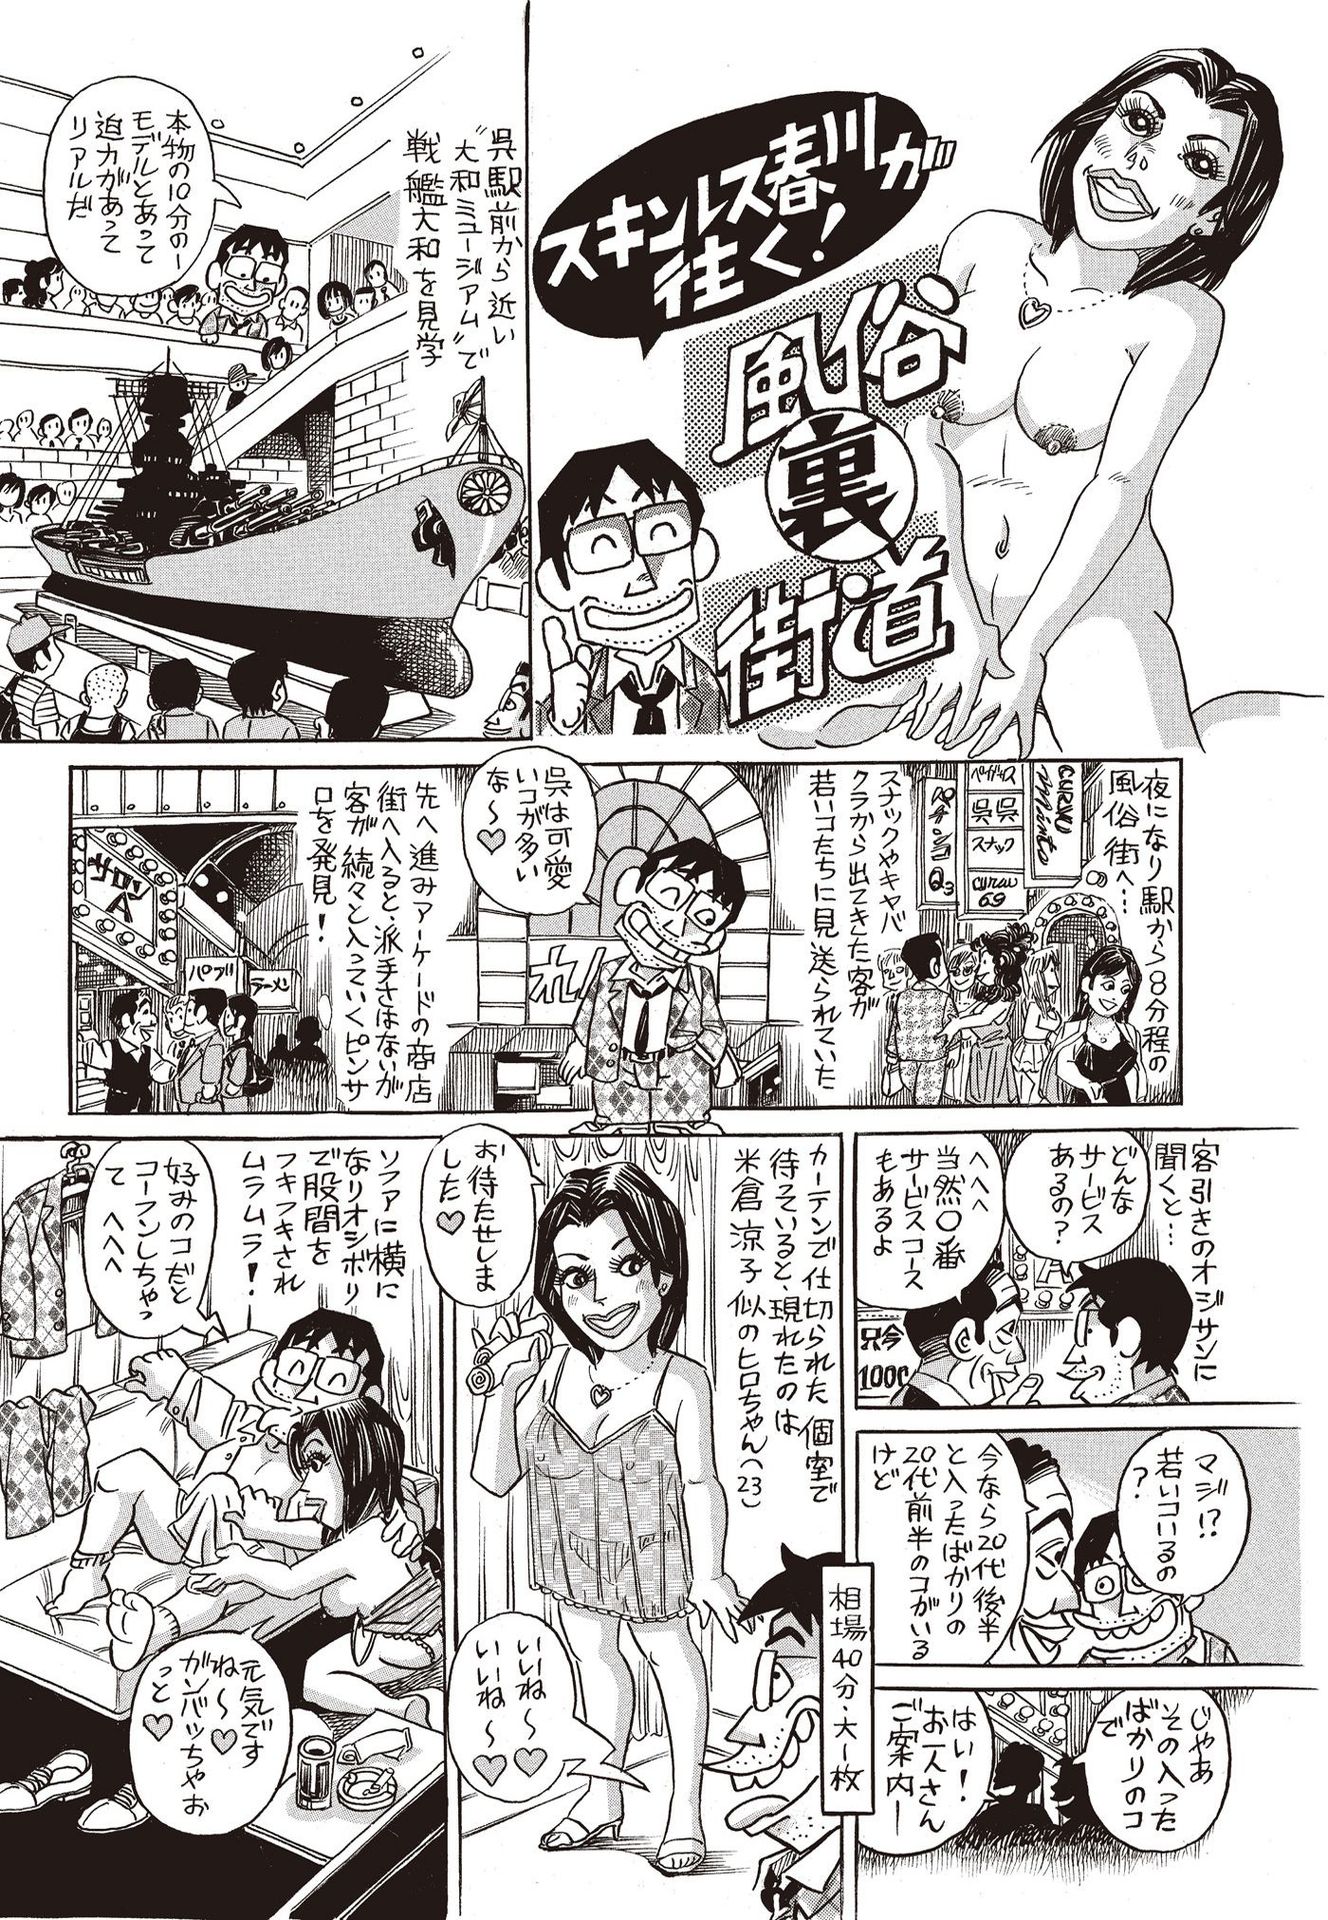 スキンレス春川が
往く!
風俗
裏
街道
呉駅前から近い
"大和ミュージアム"で
戦艦大和を見学
本物の10分の一
モデルとあって
迫力があって
リアルだ
夜になり駅から8分程の
風俗街へ…
ペガサス
呉呉
スナック
curuu
69
スナックやキャバ
クラから出てきた客が
若いコたちに見送られていた
呉は可愛
いコが多い
な〜♥
先へ進みアーケードの商店
街へ入ると、派手さはないが
客が続々と入っていくピンサ
ロを発見!
サロン
A
パブ
ラーメン
客引きのオジサンに
聞くと…
どんな
サービス
あるの?
へへへ
当然〇番
サービスコース
もあるよ
只今
マジ!?
若いコいるの
?
今なら20代後半
と入ったばかりの
20代前半のコがいる
けど
じゃあ
その入った
ばかりのコ
で
はい!
お一人さん
ご案内ー
カーテンで仕切られた個室で
待っていると、現れたのは
米倉涼子似のヒロちゃん(23)
お待たせしま
した♥
いいね〜
いいね〜♥♥
相場40分・大一枚
ソファに横に
なりオシボリ
で股間を
フキフキされ
ムラムラ!
好みのコだと
コーフンしちゃっ
て へへへ
元気です
ね〜♥
ガンバッちゃお
っと♥